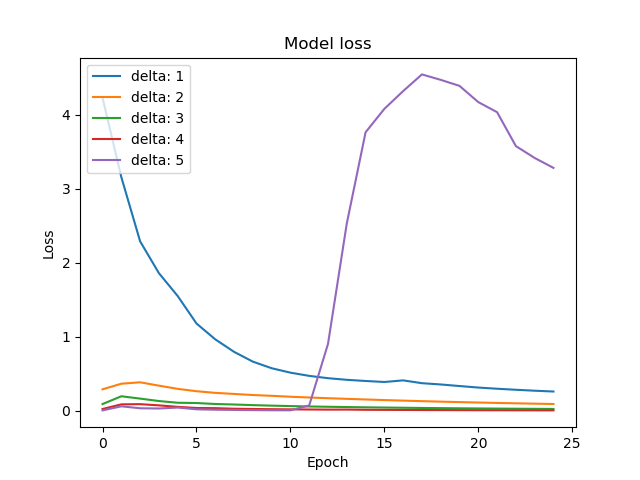 Model loss
delta: 1
delta: 2
delta: 3
delta: 4
delta: 5
Loss
4
3
2
1
0
0 5 10 15 20 25
Epoch